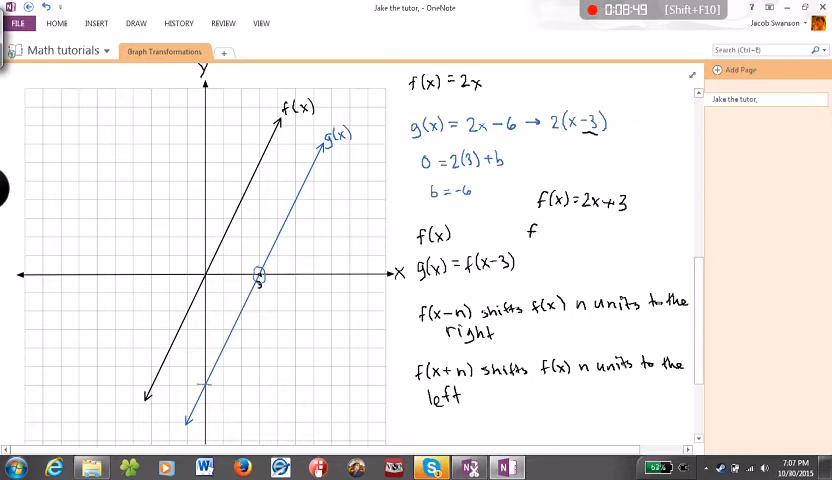 Jake the tutor, - OneNote
00:08:49 [Shift+F10]
FILE HOME INSERT DRAW HISTORY REVIEW VIEW
Jacob Swanson
Math tutorials
Graph Transformations
Search (Ctrl+E)
Add Page
Jake the tutor,
Y
f(x)
g(x)
X
3
f(x) = 2x
g(x) = 2x - 6 → 2(x-3)
0 = 2(3) + b
b = -6
f(x) = 2x + 3
f(x)
f
g(x) = f(x-3)
f(x-n) shifts f(x) n units to the
right
f(x+n) shifts f(x) n units to the
left
63%
7:07 PM
10/30/2015